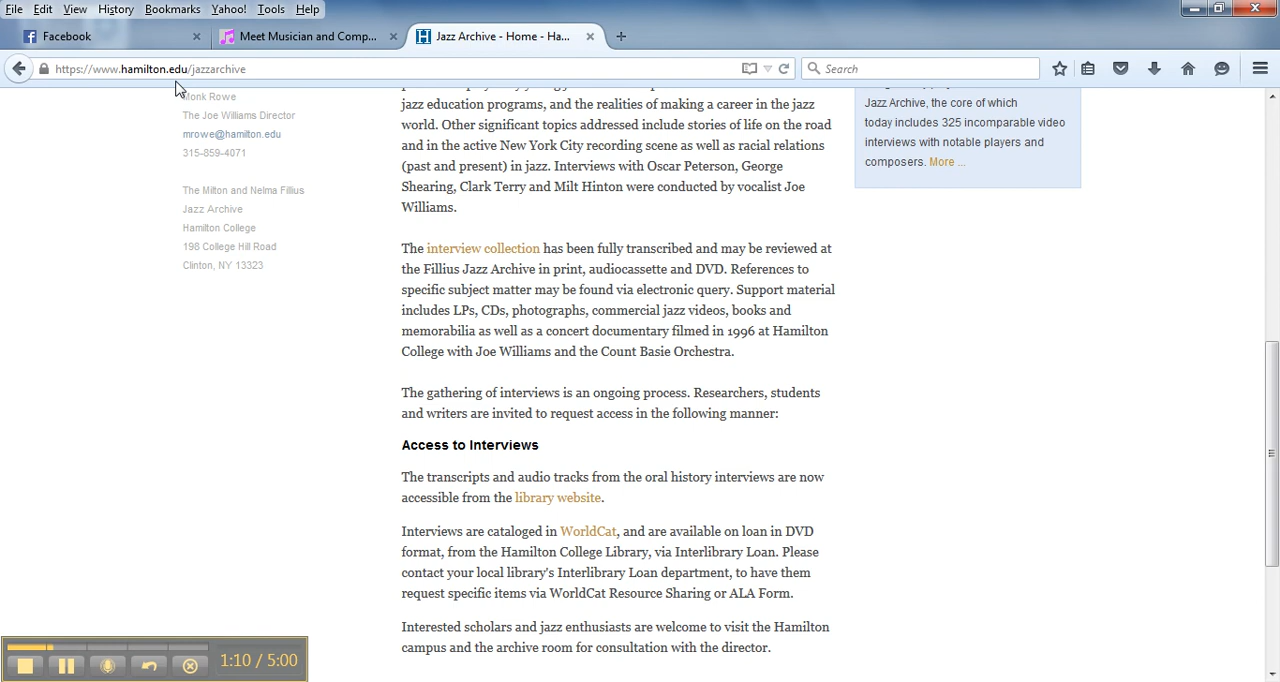 File Edit View History Bookmarks Yahoo! Tools Help
Facebook
Meet Musician and Comp...
Jazz Archive - Home - Ha...
https://www.hamilton.edu/jazzarchive
Search
Monk Rowe
The Joe Williams Director
mrowe@hamilton.edu
315-859-4071
The Milton and Nelma Fillius
Jazz Archive
Hamilton College
198 College Hill Road
Clinton, NY 13323
jazz education programs, and the realities of making a career in the jazz
world. Other significant topics addressed include stories of life on the road
and in the active New York City recording scene as well as racial relations
(past and present) in jazz. Interviews with Oscar Peterson, George
Shearing, Clark Terry and Milt Hinton were conducted by vocalist Joe
Williams.
The interview collection has been fully transcribed and may be reviewed at
the Fillius Jazz Archive in print, audiocassette and DVD. References to
specific subject matter may be found via electronic query. Support material
includes LPs, CDs, photographs, commercial jazz videos, books and
memorabilia as well as a concert documentary filmed in 1996 at Hamilton
College with Joe Williams and the Count Basie Orchestra.
The gathering of interviews is an ongoing process. Researchers, students
and writers are invited to request access in the following manner:
Access to Interviews
The transcripts and audio tracks from the oral history interviews are now
accessible from the library website.
Interviews are cataloged in WorldCat, and are available on loan in DVD
format, from the Hamilton College Library, via Interlibrary Loan. Please
contact your local library's Interlibrary Loan department, to have them
request specific items via WorldCat Resource Sharing or ALA Form.
Interested scholars and jazz enthusiasts are welcome to visit the Hamilton
campus and the archive room for consultation with the director.
Jazz Archive, the core of which
today includes 325 incomparable video
interviews with notable players and
composers. More ...
1:10 / 5:00